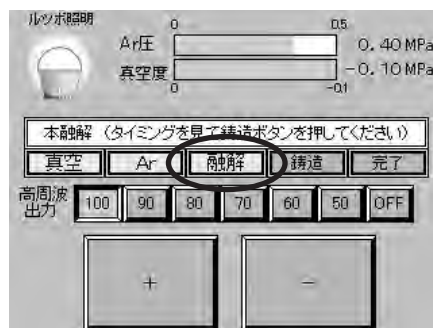 ルツボ照明
0 0.5
Ar圧 0.40 MPa
真空度 -0.10 MPa
0 -0.1
本融解 (タイミングを見て鋳造ボタンを押してください)
真空 Ar 融解 鋳造 完了
高周波出力 100 90 80 70 60 50 OFF
+ -